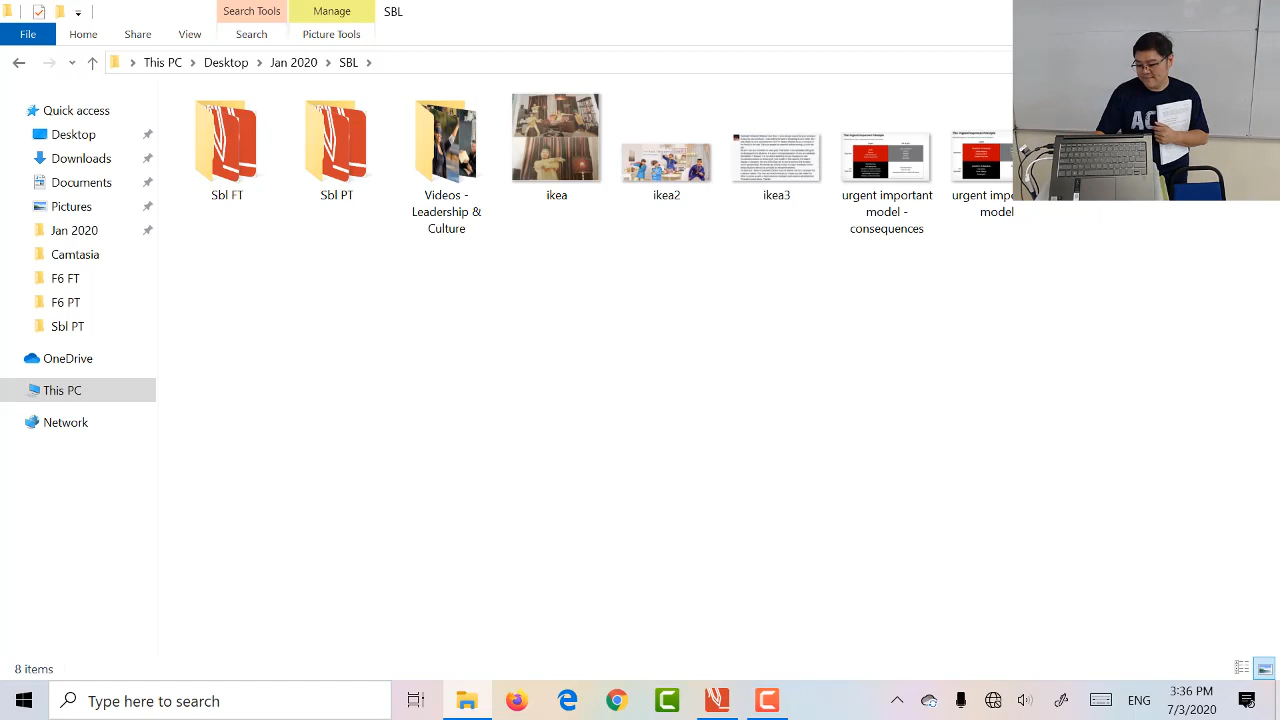 Search Tools
Manage
SBL
File
Home
Share
View
Search
Picture Tools
This PC
Desktop
Jan 2020
SBL
Quick access
Desktop
Downloads
Documents
Pictures
Jan 2020
Camtasia
F6 FT
F6 PT
Sbl PT
OneDrive
This PC
Network
Sbl FT
Sbl PT
Videos -
Leadership &
Culture
ikea
ikea2
ikea3
urgent important
model -
consequences
urgent
model
8 items
Type here to search
ENG
3:36 PM
7/3/2020